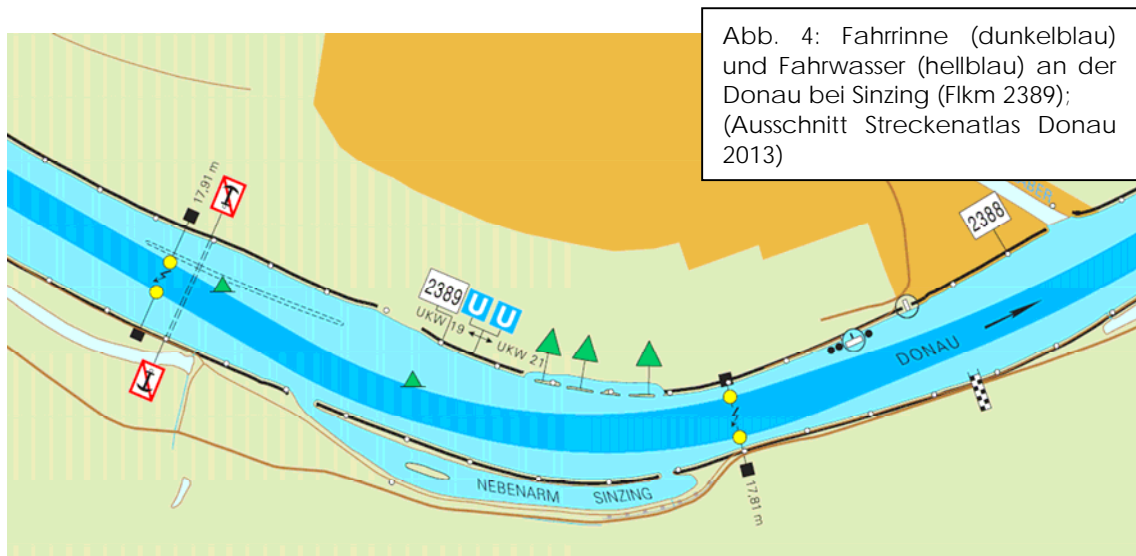 Abb. 4: Fahrrinne (dunkelblau)
und Fahrwasser (hellblau) an der
Donau bei Sinzing (Flkm 2389);
(Ausschnitt Streckenatlas Donau
2013)
17,91 m
ABER
2388
2389
U U
UKW 19
UKW 21
DONAU
NEBENARM SINZING
17,81 m